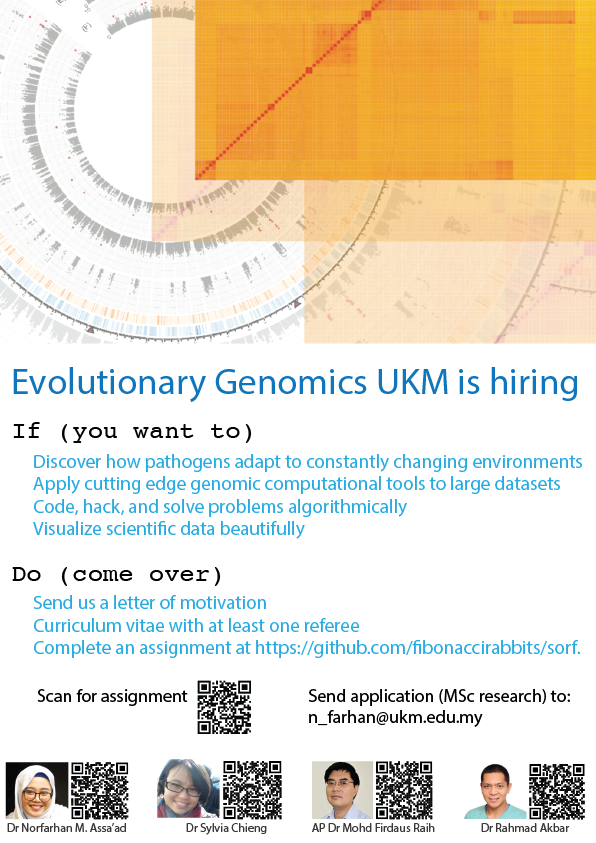 Evolutionary Genomics UKM is hiring
If (you want to)
Discover how pathogens adapt to constantly changing environments
Apply cutting edge genomic computational tools to large datasets
Code, hack, and solve problems algorithmically
Visualize scientific data beautifully
Do (come over)
Send us a letter of motivation
Curriculum vitae with at least one referee
Complete an assignment at https://github.com/fibonaccirabbits/sorf.
Scan for assignment
Send application (MSc research) to:
n_farhan@ukm.edu.my
Dr Norfarhan M. Assa'ad
Dr Sylvia Chieng
AP Dr Mohd Firdaus Raih
Dr Rahmad Akbar